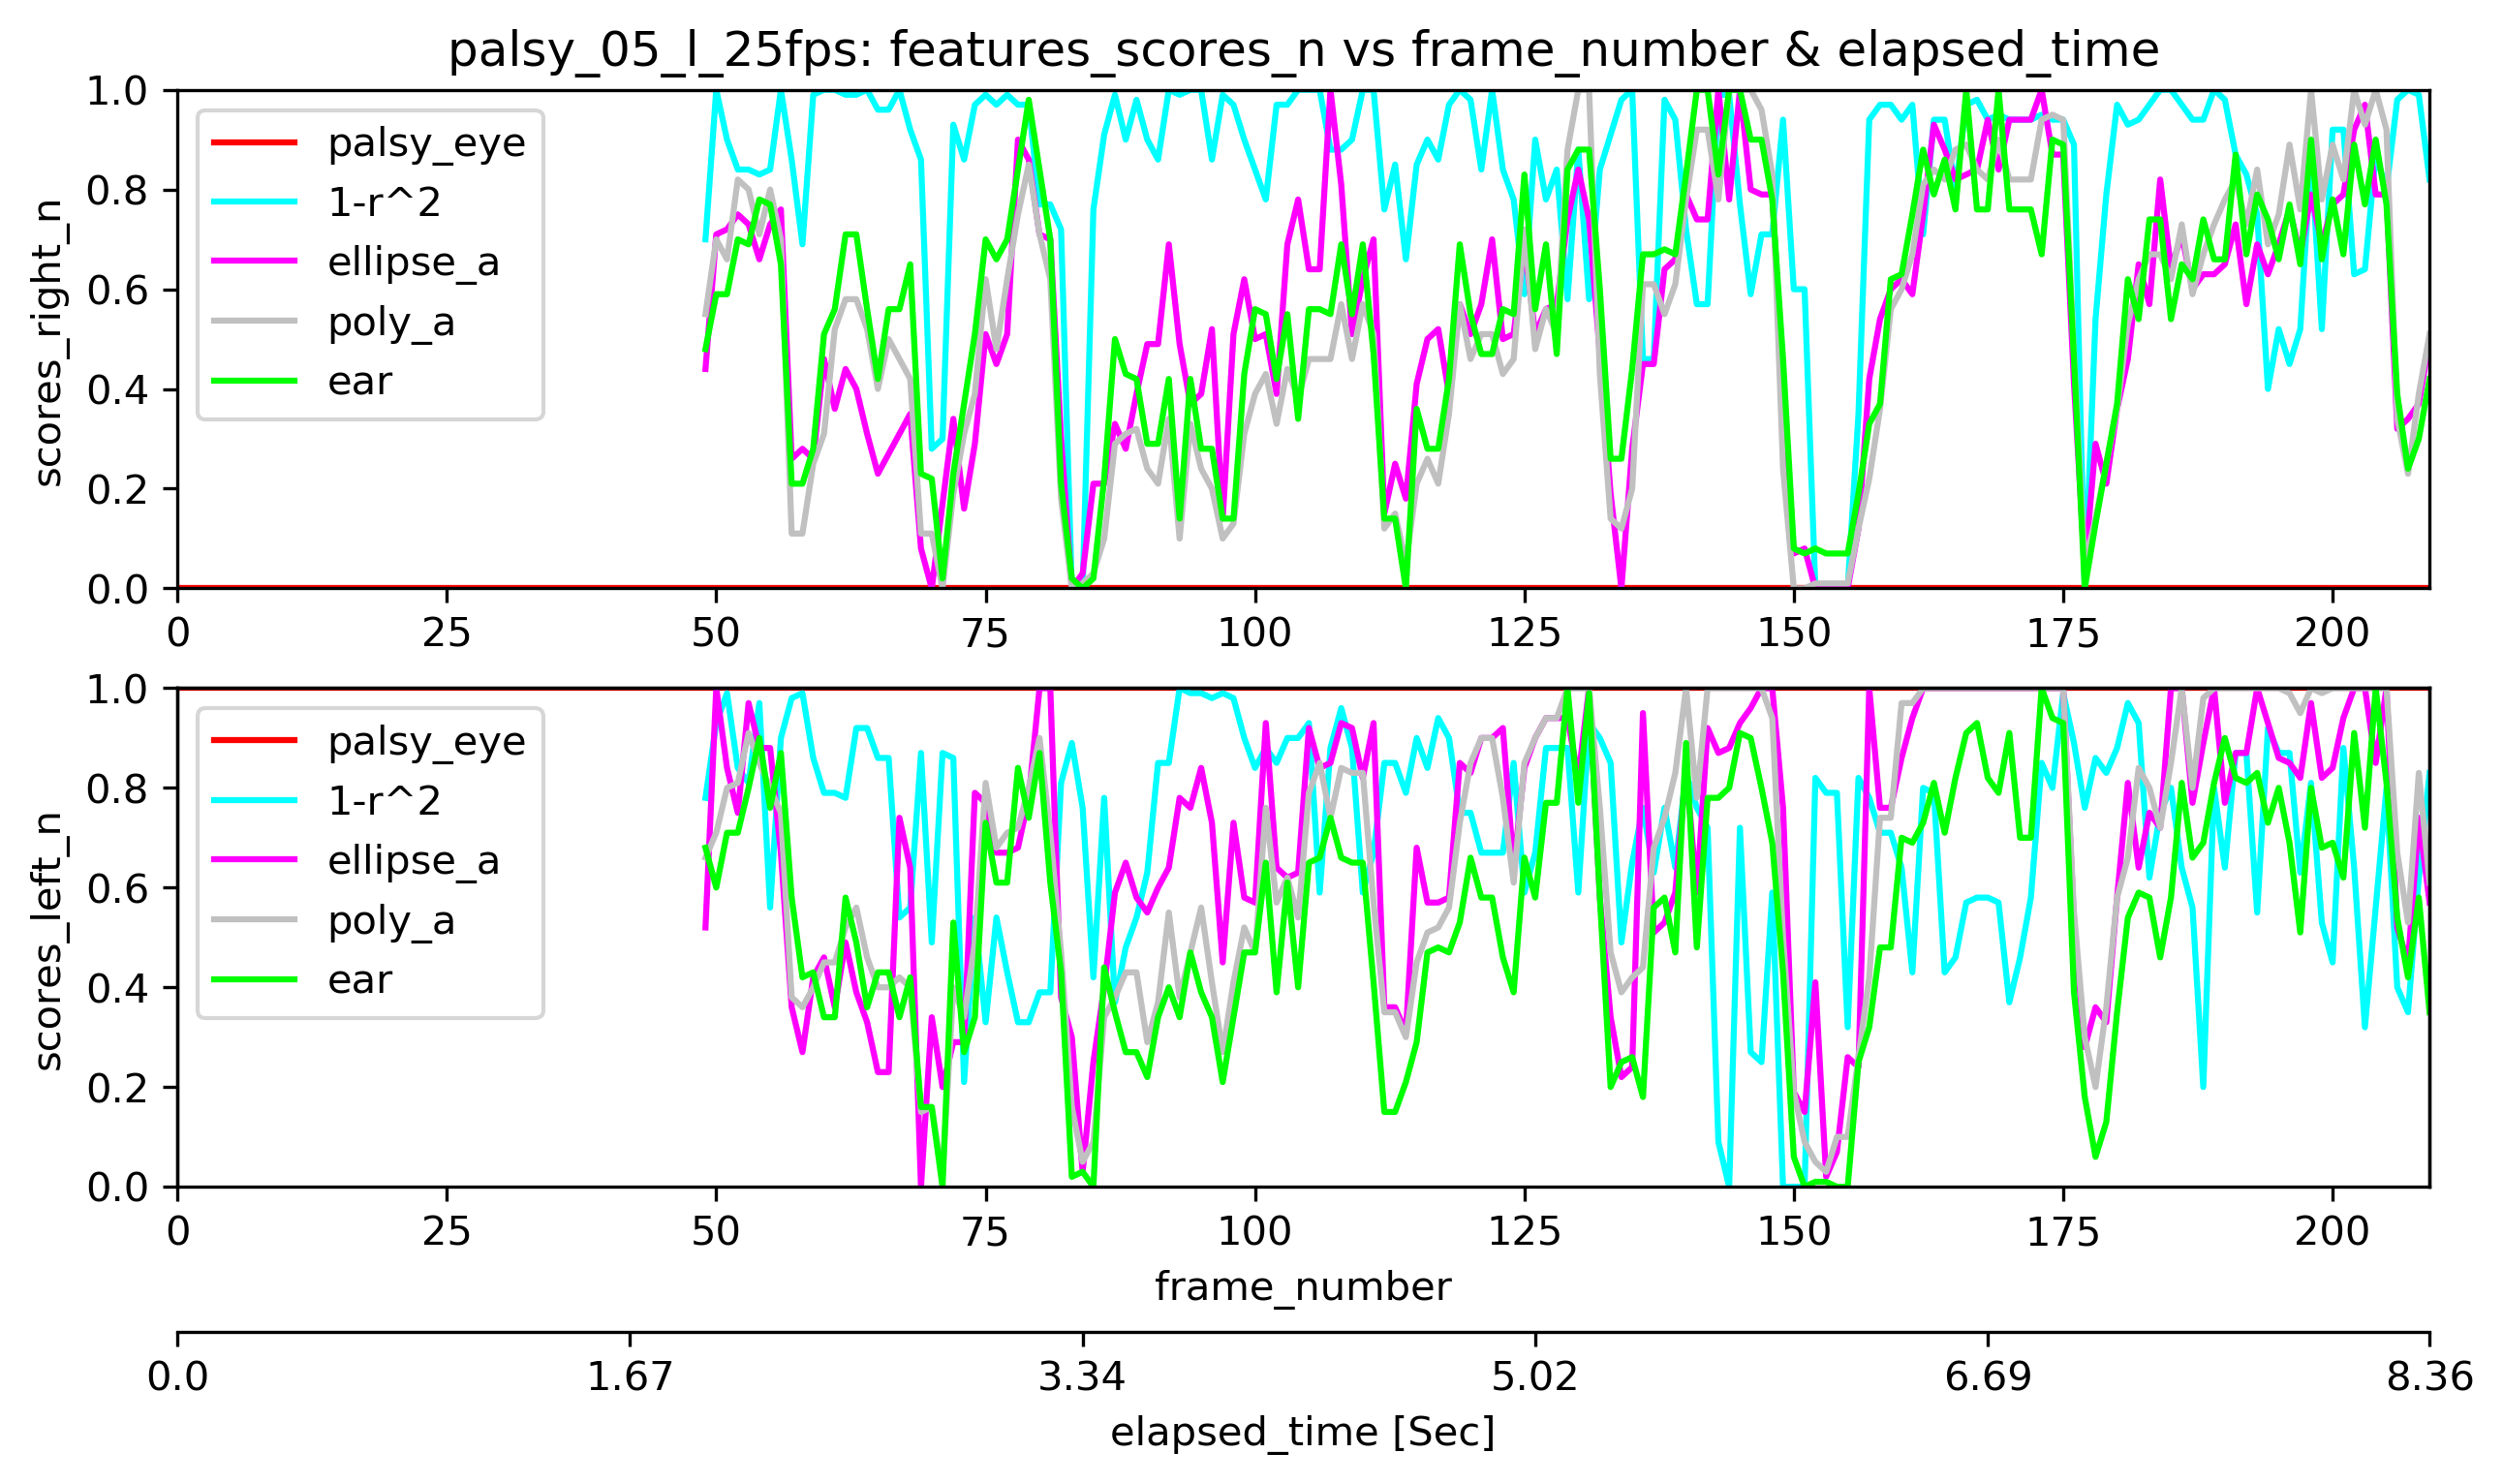 palsy_05_l_25fps: features_scores_n vs frame_number & elapsed_time
scores_right_n
1.0
0.8
0.6
0.4
0.2
0.0
palsy_eye
1-r^2
ellipse_a
poly_a
ear
0 25 50 75 100 125 150 175 200
scores_left_n
1.0
0.8
0.6
0.4
0.2
0.0
palsy_eye
1-r^2
ellipse_a
poly_a
ear
0 25 50 75 100 125 150 175 200
frame_number
0.0 1.67 3.34 5.02 6.69 8.36
elapsed_time [Sec]